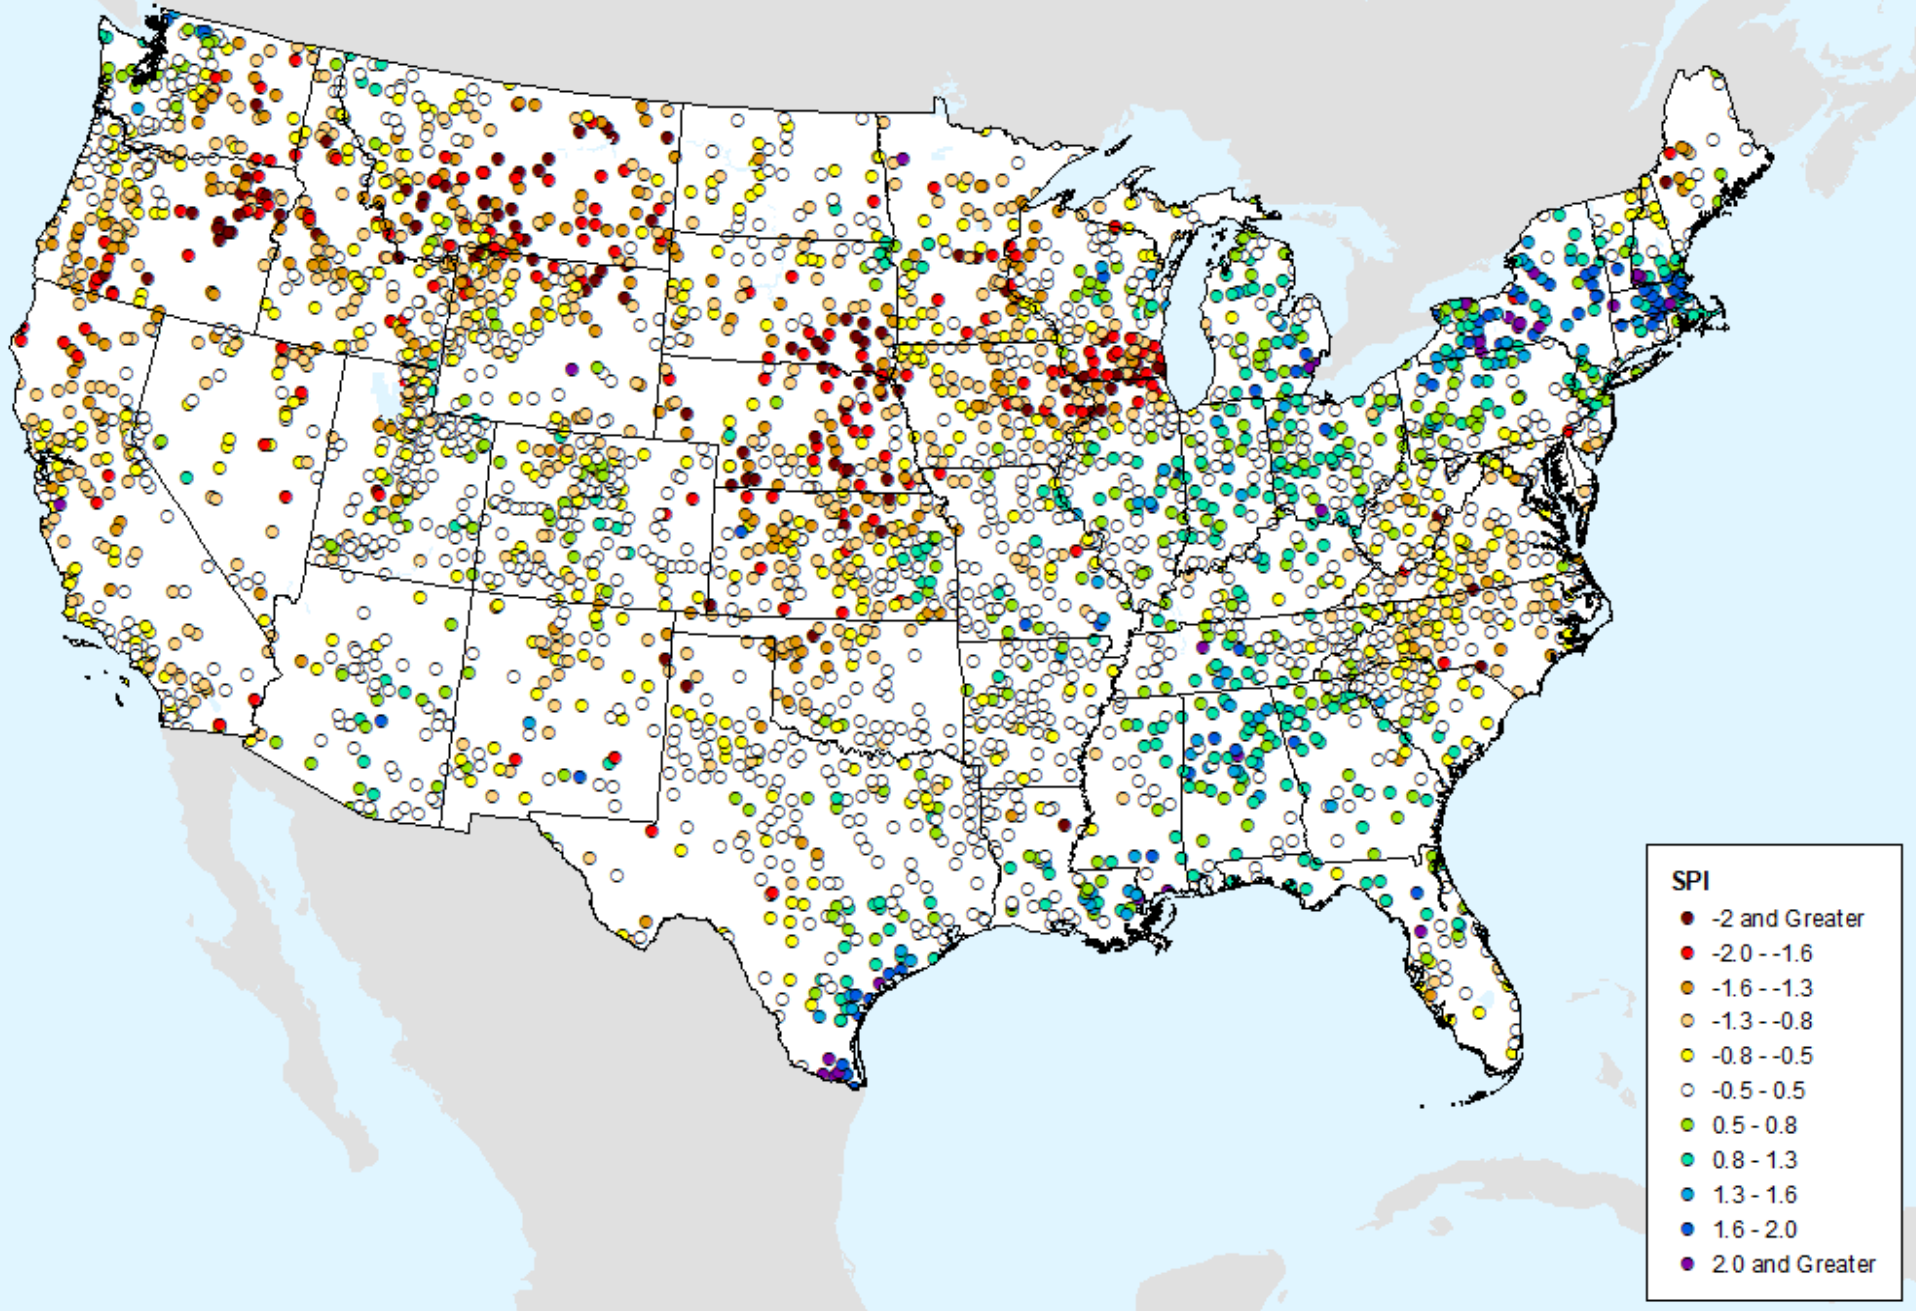 SPI
-2 and Greater
-2.0 - -1.6
-1.6 - -1.3
-1.3 - -0.8
-0.8 - -0.5
-0.5 - 0.5
0.5 - 0.8
0.8 - 1.3
1.3 - 1.6
1.6 - 2.0
2.0 and Greater